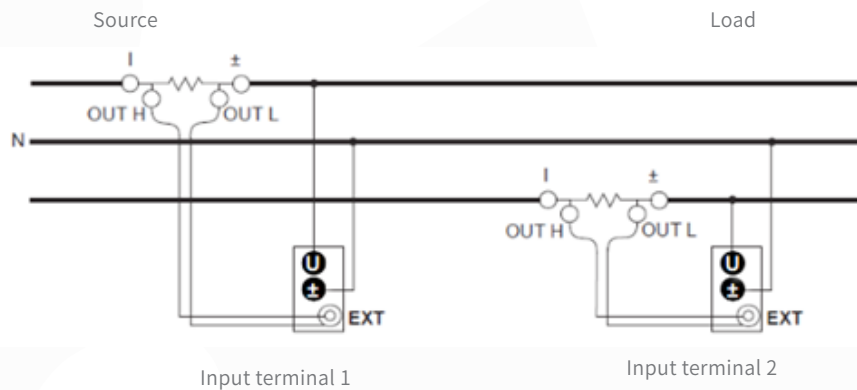 Source
Load
I
±
OUT H
OUT L
N
I
±
OUT H
OUT L
U
±
EXT
U
±
EXT
Input terminal 1
Input terminal 2